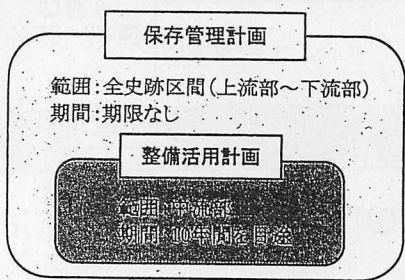 保存管理計画
範囲:全史跡区間(上流部~下流部)
期間:期限なし
整備活用計画
範囲:中流部
期間:10年間を目途